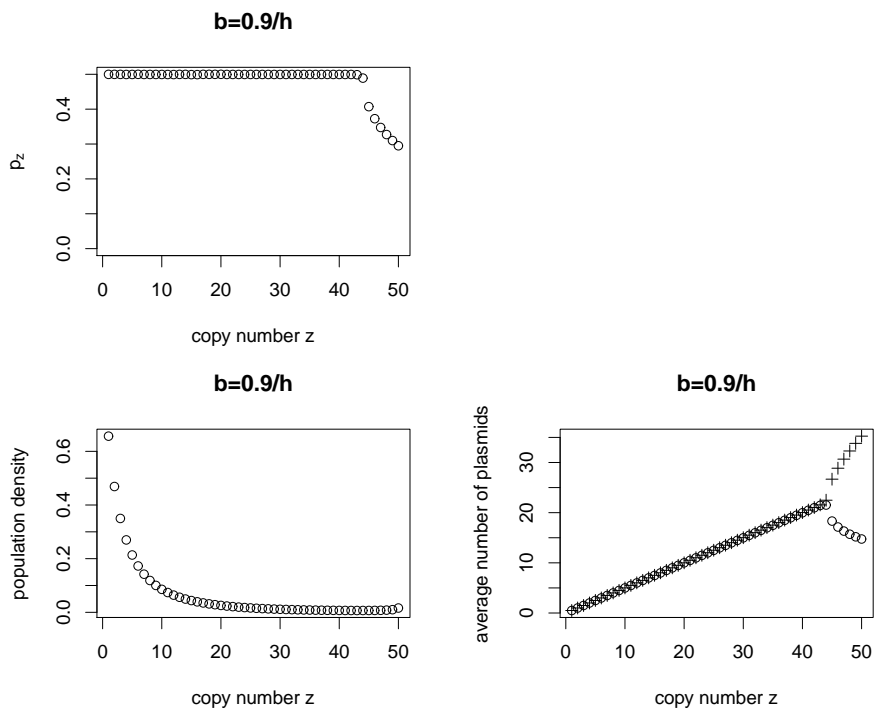 b=0.9/h
p_z
0.0 0.2 0.4
0 10 20 30 40 50
copy number z
b=0.9/h
population density
0.0 0.2 0.4 0.6
0 10 20 30 40 50
copy number z
b=0.9/h
average number of plasmids
0 10 20 30
0 10 20 30 40 50
copy number z